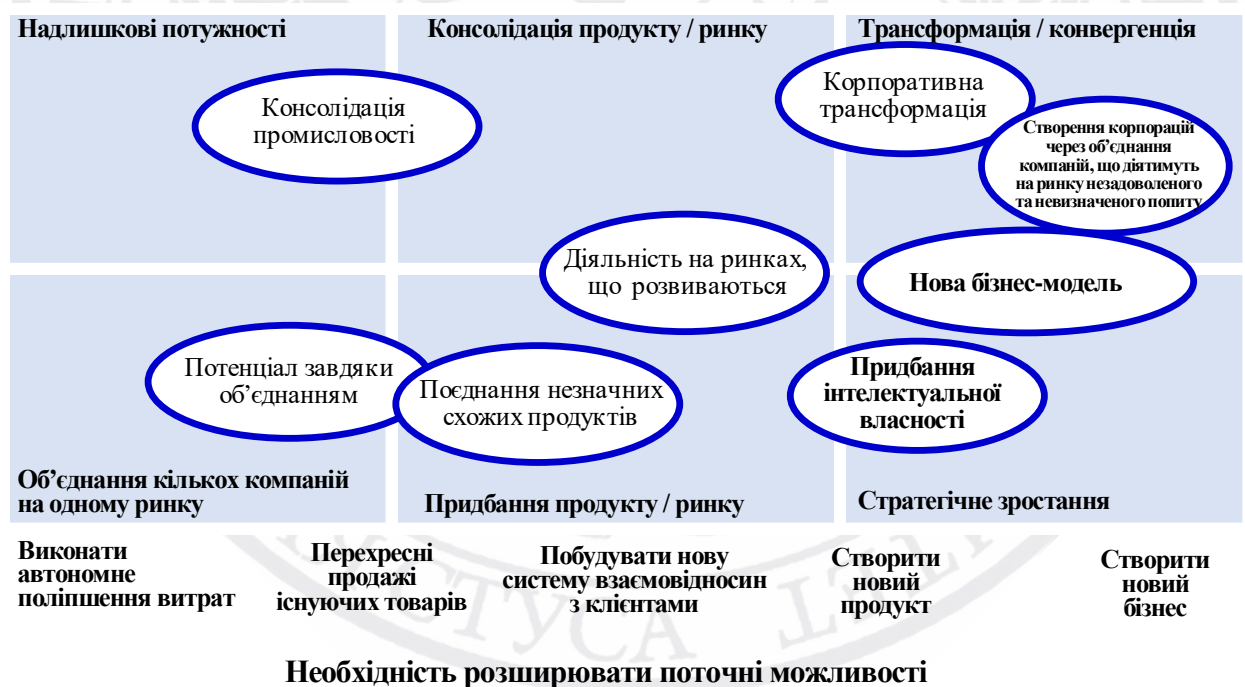 Надлишкові потужності
Консолідація продукту / ринку
Трансформація / конвергенція
Консолідація
промисловості
Корпоративна
трансформація
Створення корпорацій
через об’єднання
компаній, що діятимуть
на ринку незадоволеного
та невизначеного попиту
Діяльність на ринках,
що розвиваються
Нова бізнес-модель
Потенціал завдяки
об’єднанням
Поєднання незначних
схожих продуктів
Придбання
інтелектуальної
власності
Об’єднання кількох компаній
на одному ринку
Придбання продукту / ринку
Стратегічне зростання
Виконати
автономне
поліпшення витрат
Перехресні
продажі
існуючих товарів
Побудувати нову
систему взаємовідносин
з клієнтами
Створити
новий
продукт
Створити
новий
бізнес
Необхідність розширювати поточні можливості